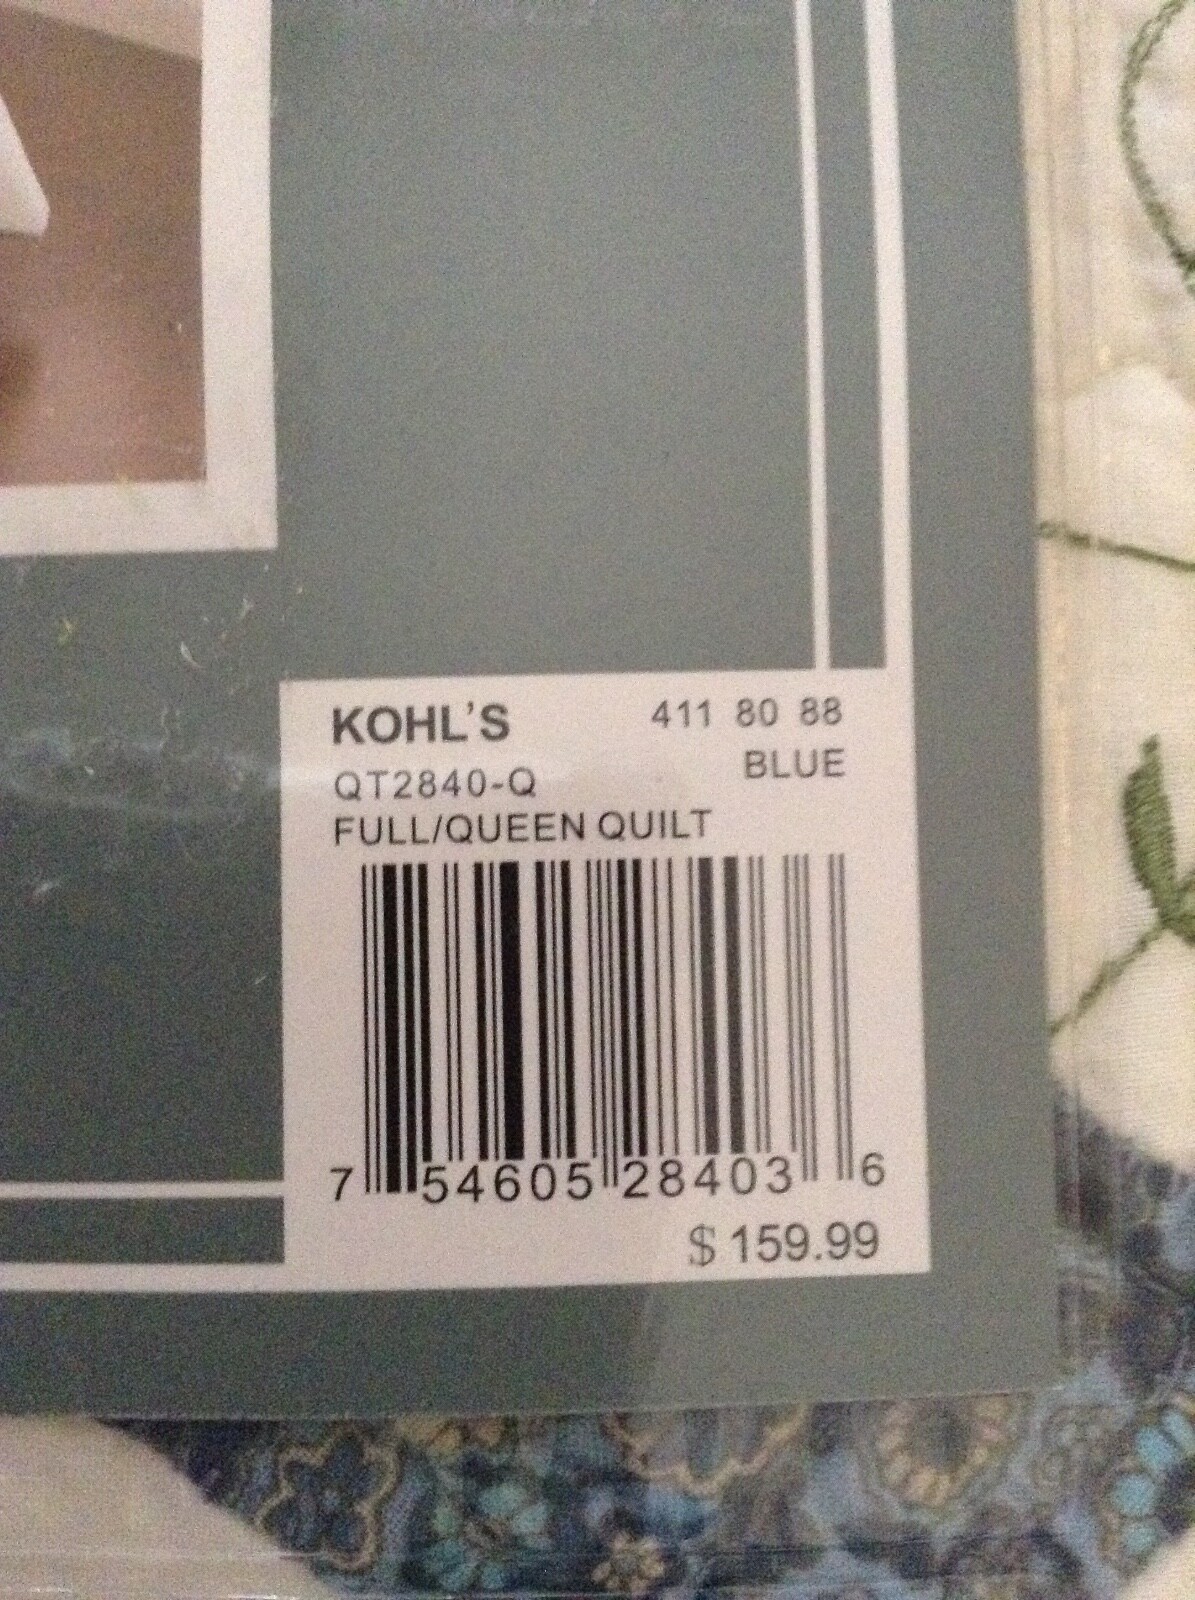 KOHL'S 411 80 88
QT2840-Q BLUE
FULL/QUEEN QUILT
7 54605 28403 6
$ 159.99